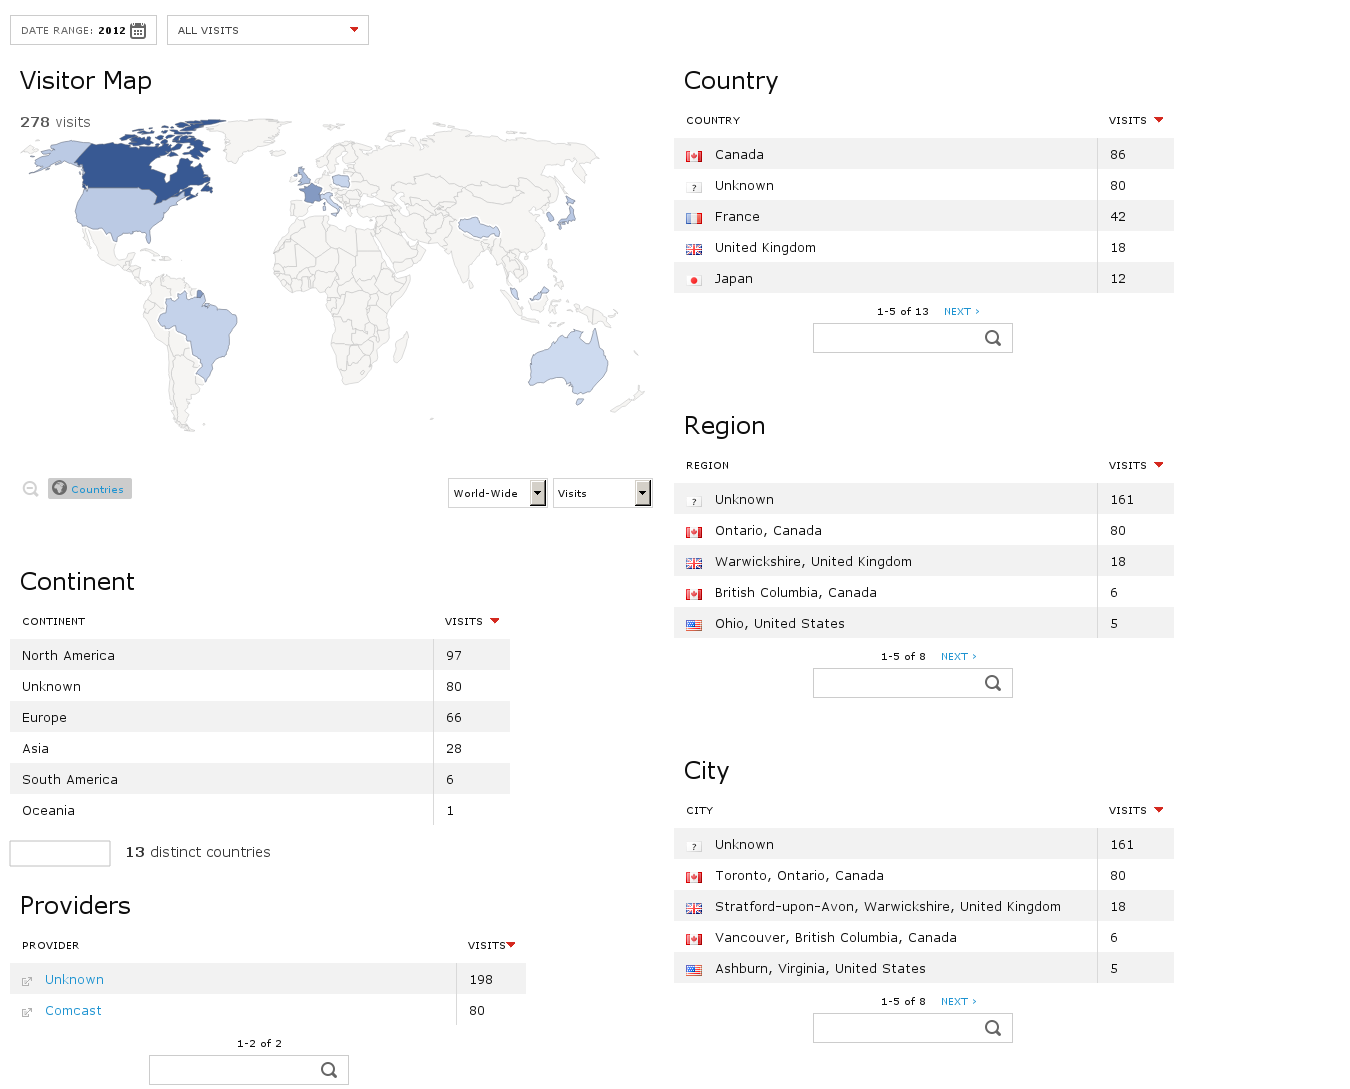 DATE RANGE: 2012
ALL VISITS
Visitor Map
278 visits
Countries
World-Wide
Visits
Continent
CONTINENT VISITS
North America 97
Unknown 80
Europe 66
Asia 28
South America 6
Oceania 1
13 distinct countries
Providers
PROVIDER VISITS
Unknown 198
Comcast 80
1-2 of 2
Country
COUNTRY VISITS
Canada 86
? Unknown 80
France 42
United Kingdom 18
Japan 12
1-5 of 13 NEXT ›
Region
REGION VISITS
? Unknown 161
Ontario, Canada 80
Warwickshire, United Kingdom 18
British Columbia, Canada 6
Ohio, United States 5
1-5 of 8 NEXT ›
City
CITY VISITS
? Unknown 161
Toronto, Ontario, Canada 80
Stratford-upon-Avon, Warwickshire, United Kingdom 18
Vancouver, British Columbia, Canada 6
Ashburn, Virginia, United States 5
1-5 of 8 NEXT ›